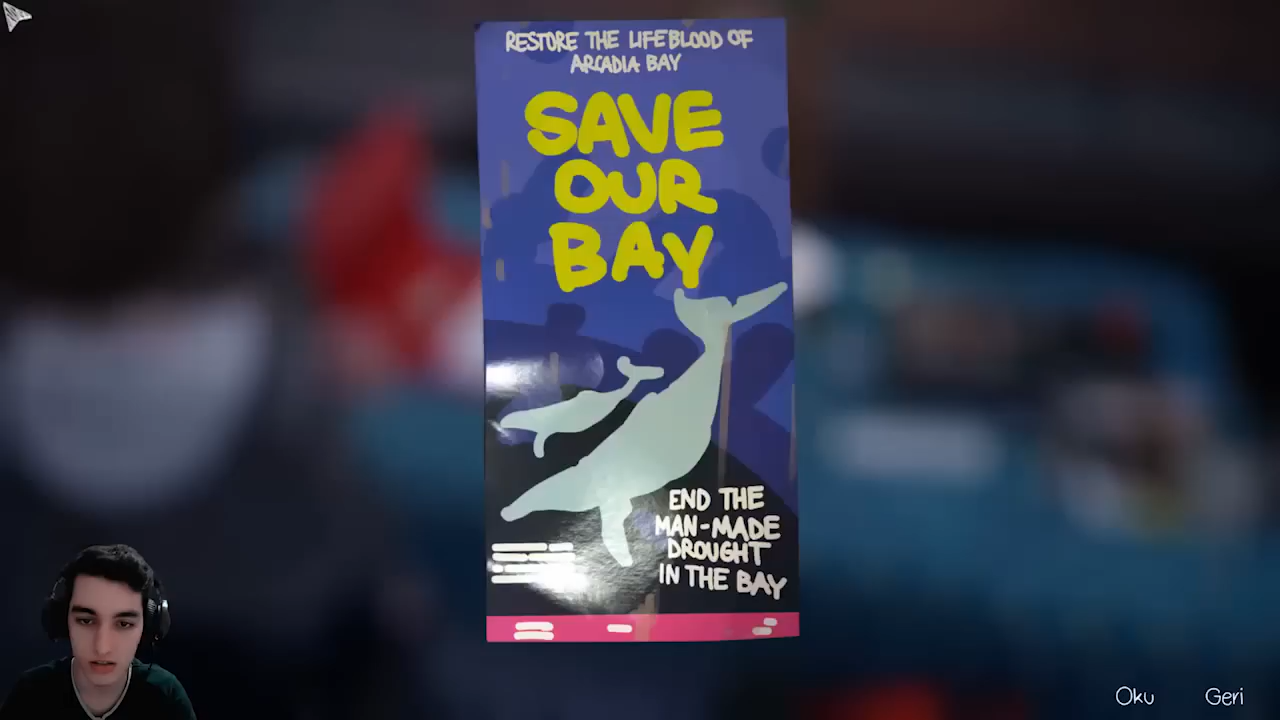 RESTORE THE LIFEBLOOD OF
ARCADIA BAY
SAVE
OUR
BAY
END THE
MAN-MADE
DROUGHT
IN THE BAY
Oku Geri